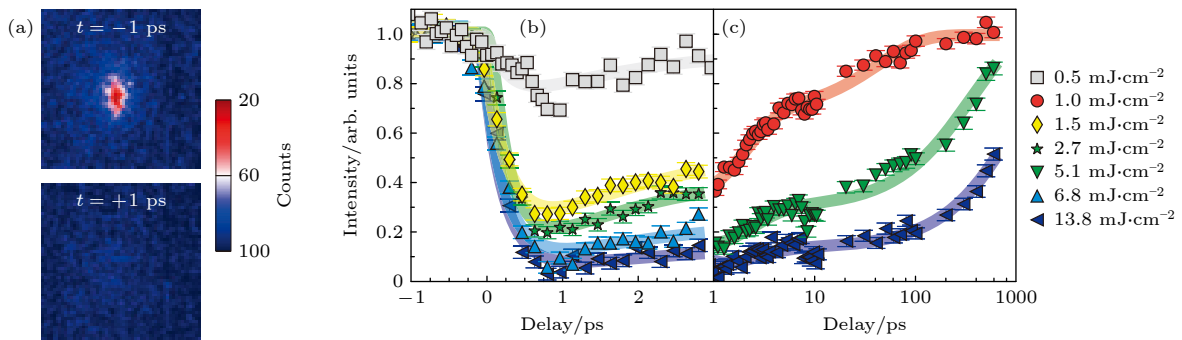 (a)
t = −1 ps
t = +1 ps
20
60
100
Counts
(b)
(c)
Intensity/arb. units
1.0
0.8
0.6
0.4
0.2
0
−1
0
1
2
1
10
100
1000
Delay/ps
Delay/ps
0.5 mJ·cm−2
1.0 mJ·cm−2
1.5 mJ·cm−2
2.7 mJ·cm−2
5.1 mJ·cm−2
6.8 mJ·cm−2
13.8 mJ·cm−2